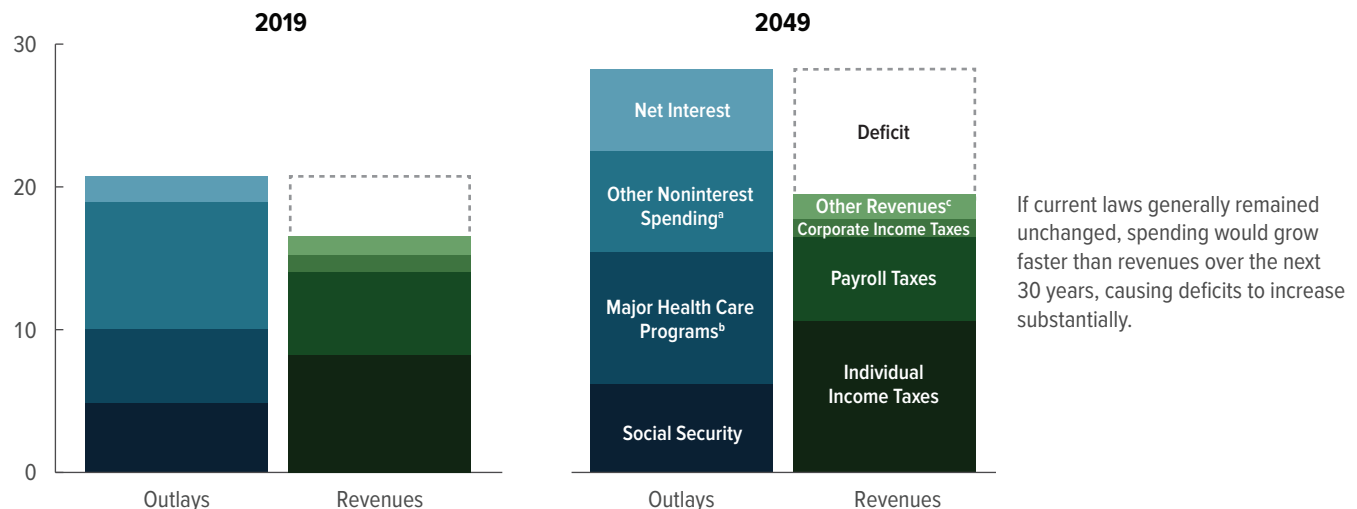 2019
2049
30
20
10
0
Net Interest
Other Noninterest
Spendingᵃ
Major Health Care
Programsᵇ
Social Security
Deficit
Other Revenuesᶜ
Corporate Income Taxes
Payroll Taxes
Individual
Income Taxes
If current laws generally remained
unchanged, spending would grow
faster than revenues over the next
30 years, causing deficits to increase
substantially.
Outlays
Revenues
Outlays
Revenues